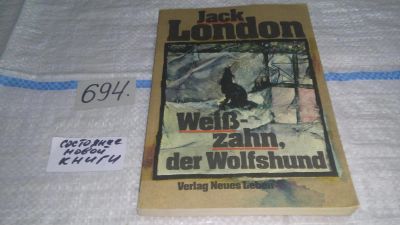 Jack
London
Weiß-
zahn,
der Wolfshund
Verlag Neues Leben
694.
состояние
новой
книги